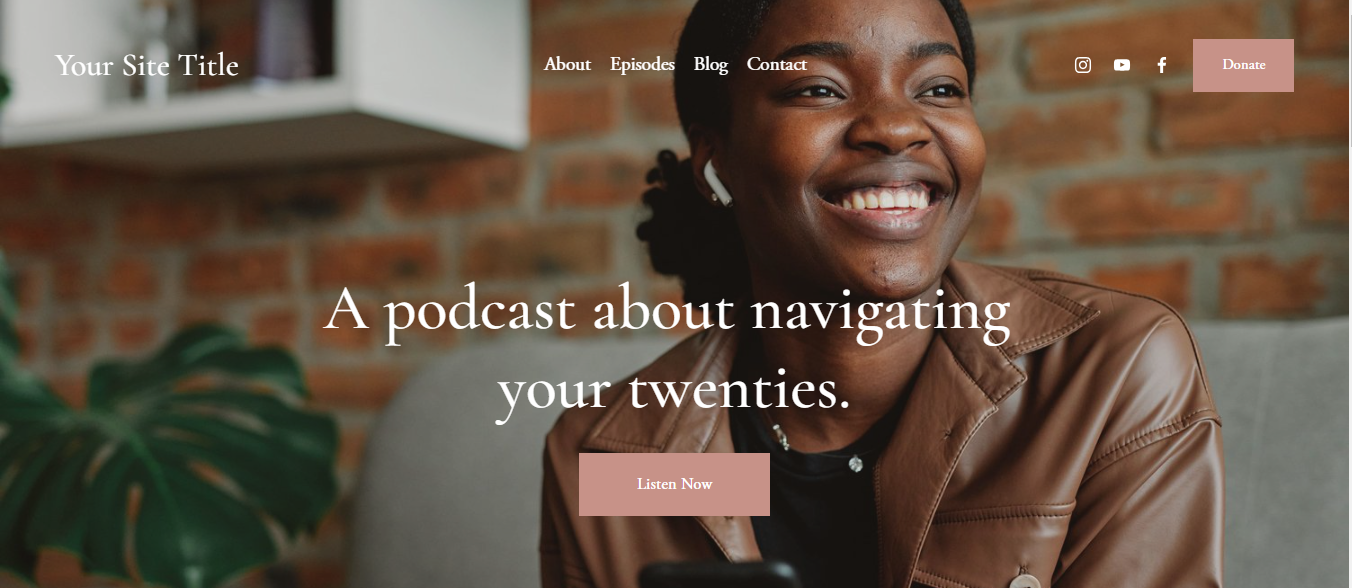 Your Site Title
About Episodes Blog Contact
Donate
A podcast about navigating
your twenties.
Listen Now